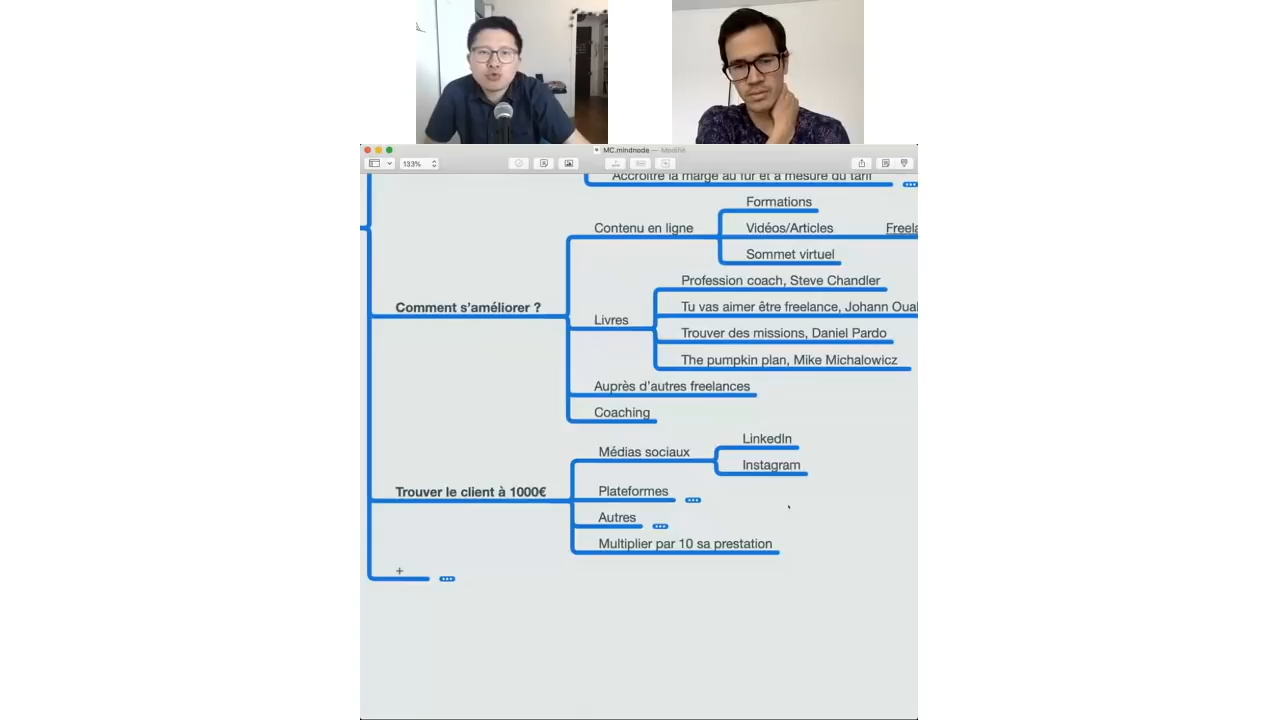 MC.mindnode — Modifié
133%
Accroître la marge au fur et à mesure du tarif
Formations
Contenu en ligne
Vidéos/Articles
Freela
Sommet virtuel
Profession coach, Steve Chandler
Comment s'améliorer ?
Tu vas aimer être freelance, Johann Oual
Livres
Trouver des missions, Daniel Pardo
The pumpkin plan, Mike Michalowicz
Auprès d'autres freelances
Coaching
LinkedIn
Médias sociaux
Instagram
Trouver le client à 1000€
Plateformes
Autres
Multiplier par 10 sa prestation
+